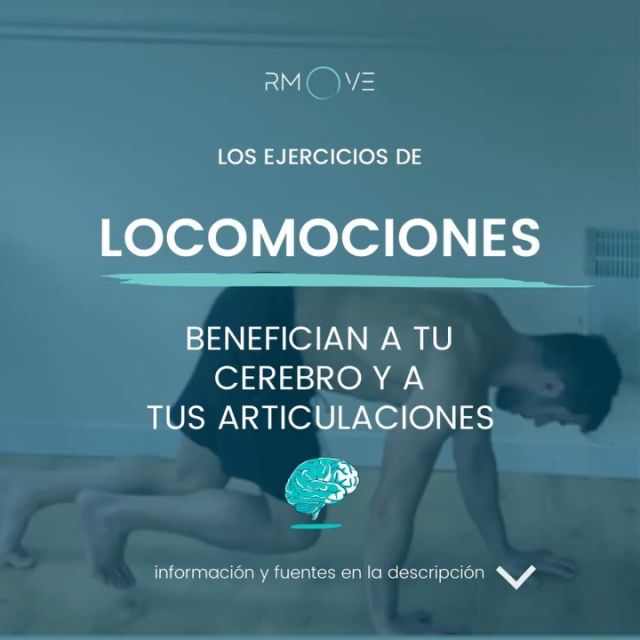 RMOVE
LOS EJERCICIOS DE
LOCOMOCIONES
BENEFICIAN A TU
CEREBRO Y A
TUS ARTICULACIONES
información y fuentes en la descripción